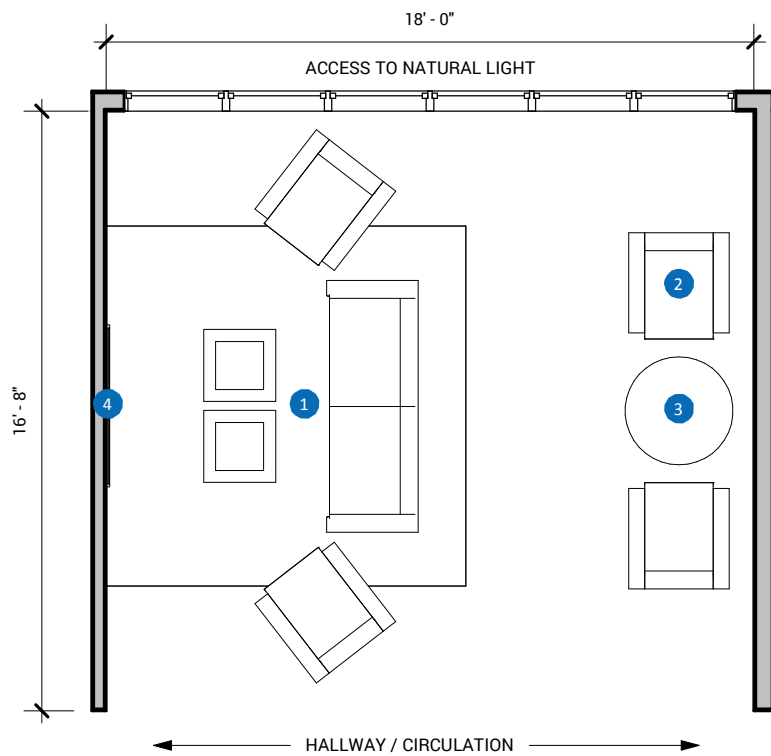 18' - 0"
ACCESS TO NATURAL LIGHT
2
16' - 8"
4
1
3
HALLWAY / CIRCULATION